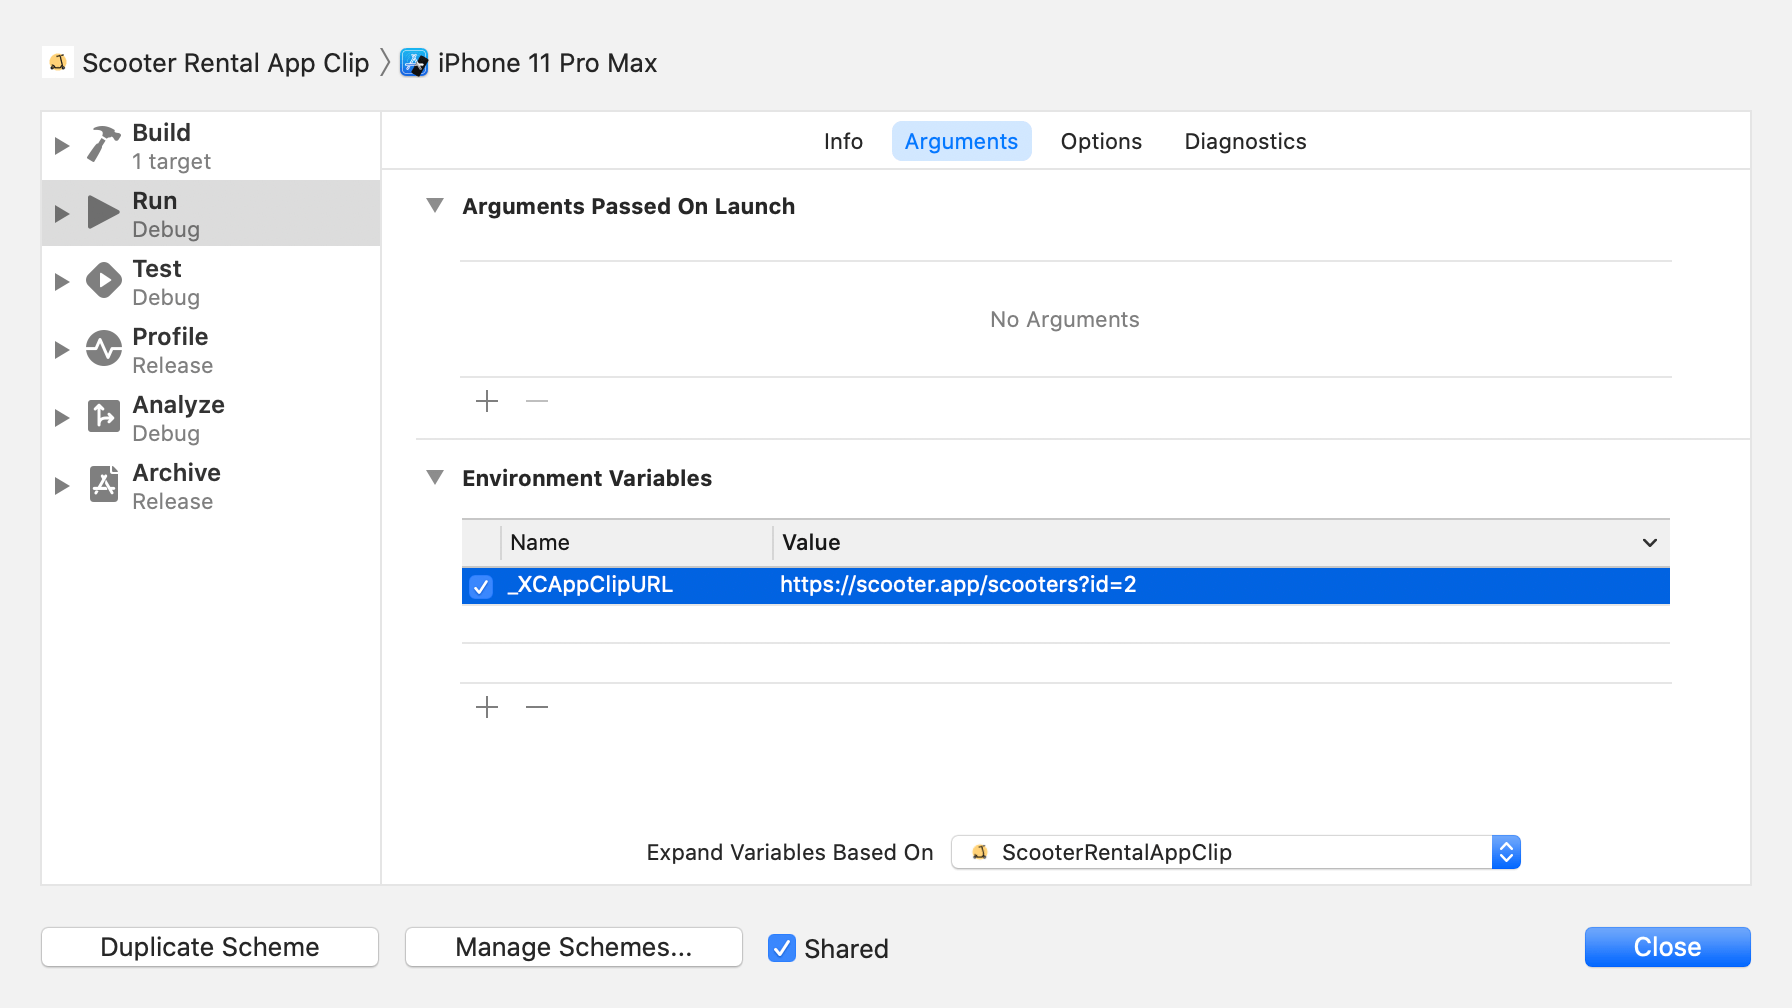 Scooter Rental App Clip 〉 iPhone 11 Pro Max
Build
1 target
Run
Debug
Test
Debug
Profile
Release
Analyze
Debug
Archive
Release
Info Arguments Options Diagnostics
Arguments Passed On Launch
No Arguments
Environment Variables
Name Value
_XCAppClipURL https://scooter.app/scooters?id=2
Expand Variables Based On ScooterRentalAppClip
Duplicate Scheme Manage Schemes... Shared Close